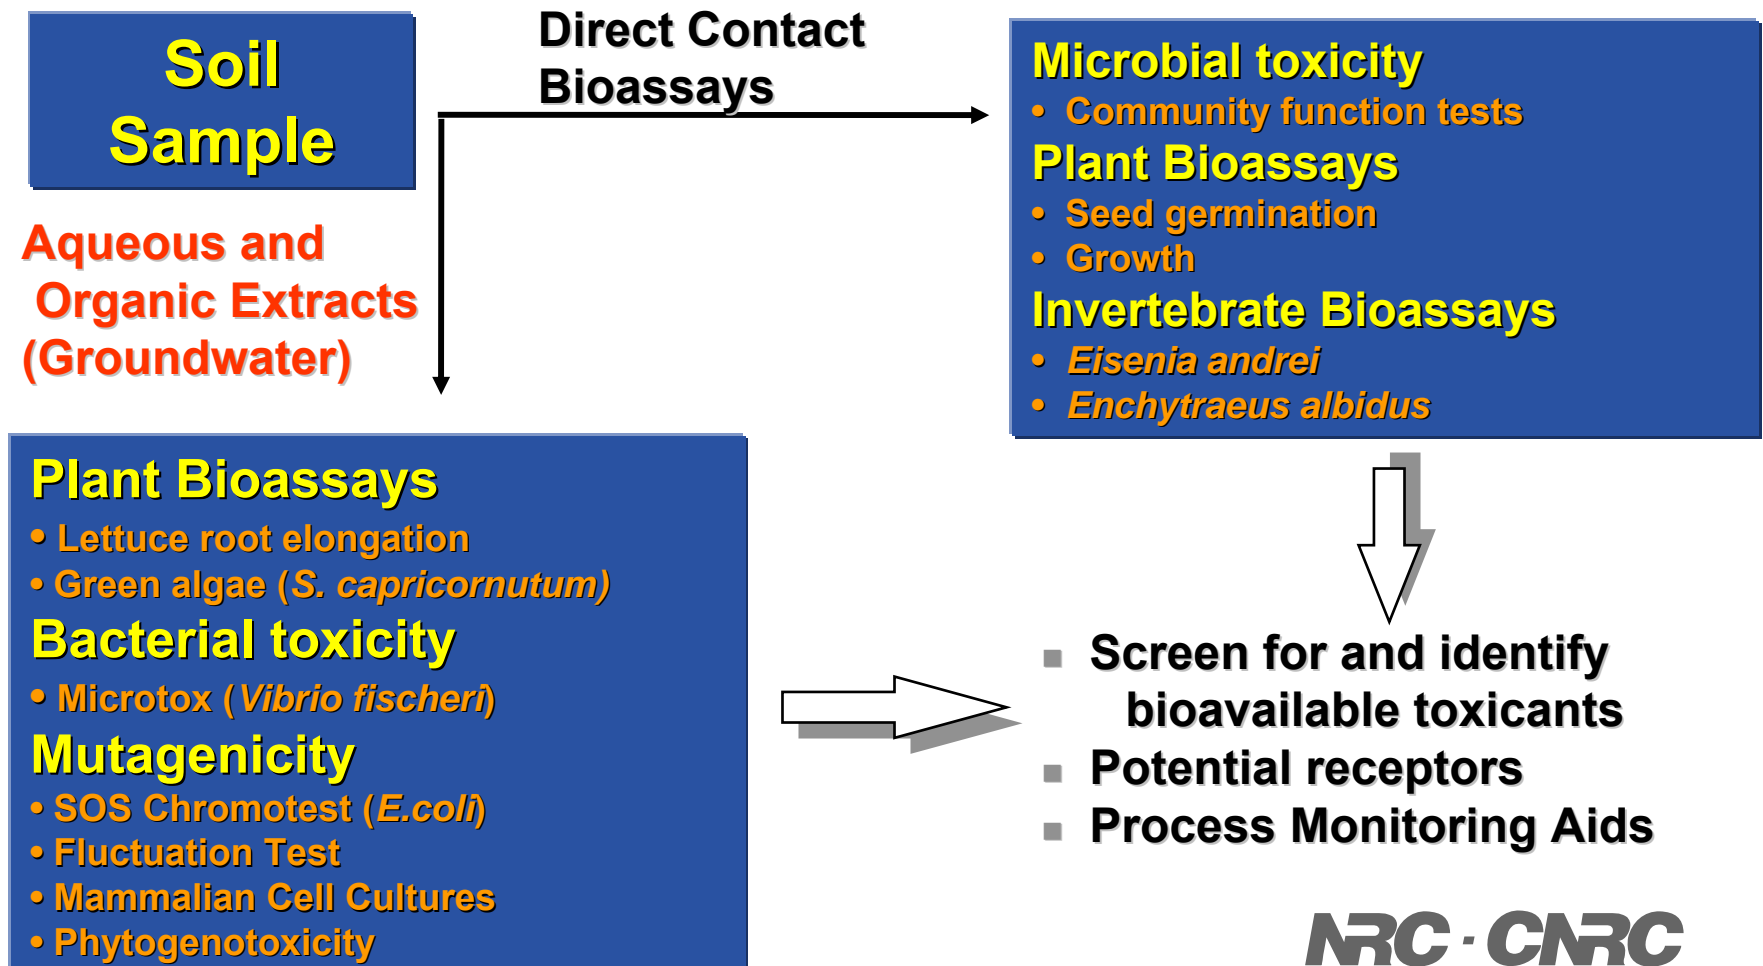 Soil
Sample
Direct Contact
Bioassays
Aqueous and
Organic Extracts
(Groundwater)
Microbial toxicity
• Community function tests
Plant Bioassays
• Seed germination
• Growth
Invertebrate Bioassays
• Eisenia andrei
• Enchytraeus albidus
Plant Bioassays
• Lettuce root elongation
• Green algae (S. capricornutum)
Bacterial toxicity
• Microtox (Vibrio fischeri)
Mutagenicity
• SOS Chromotest (E.coli)
• Fluctuation Test
• Mammalian Cell Cultures
• Phytogenotoxicity
■ Screen for and identify
bioavailable toxicants
■ Potential receptors
■ Process Monitoring Aids
NRC · CNRC